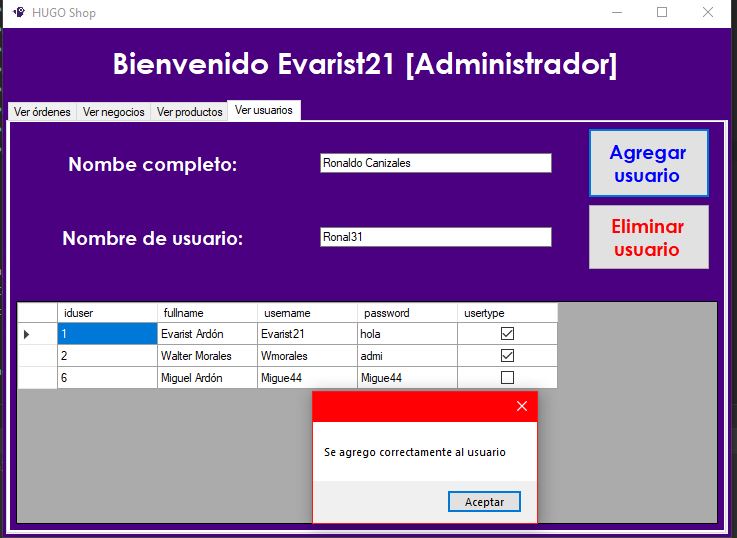 HUGO Shop
Bienvenido Evarist21 [Administrador]
Ver órdenes Ver negocios Ver productos Ver usuarios
Nombe completo:
Ronaldo Canizales
Agregar
usuario
Nombre de usuario:
Ronal31
Eliminar
usuario
iduser fullname username password usertype
1 Evarist Ardón Evarist21 hola
2 Walter Morales Wmorales admi
6 Miguel Ardón Migue44 Migue44
Se agrego correctamente al usuario
Aceptar